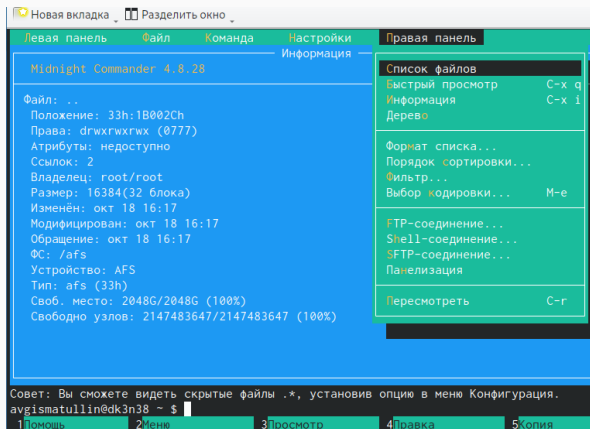 Новая вкладка Разделить окно
Левая панель Файл Команда Настройки Правая панель
Информация
Midnight Commander 4.8.28
Файл: ..
Положение: 33h:1B002Ch
Права: drwxrwxrwx (0777)
Атрибуты: недоступно
Ссылок: 2
Владелец: root/root
Размер: 16384(32 блока)
Изменён: окт 18 16:17
Модифицирован: окт 18 16:17
Обращение: окт 18 16:17
ФС: /afs
Устройство: AFS
Тип: afs (33h)
Своб. место: 2048G/2048G (100%)
Свободно узлов: 2147483647/2147483647 (100%)
Список файлов
Быстрый просмотр C-x q
Информация C-x i
Дерево
Формат списка...
Порядок сортировки...
Фильтр...
Выбор кодировки... M-e
FTP-соединение...
Shell-соединение...
SFTP-соединение...
Панелизация
Пересмотреть C-r
Совет: Вы сможете видеть скрытые файлы .*, установив опцию в меню Конфигурация.
avgismatullin@dk3n38 ~ $
1Помощь 2Меню 3Просмотр 4Правка 5Копия